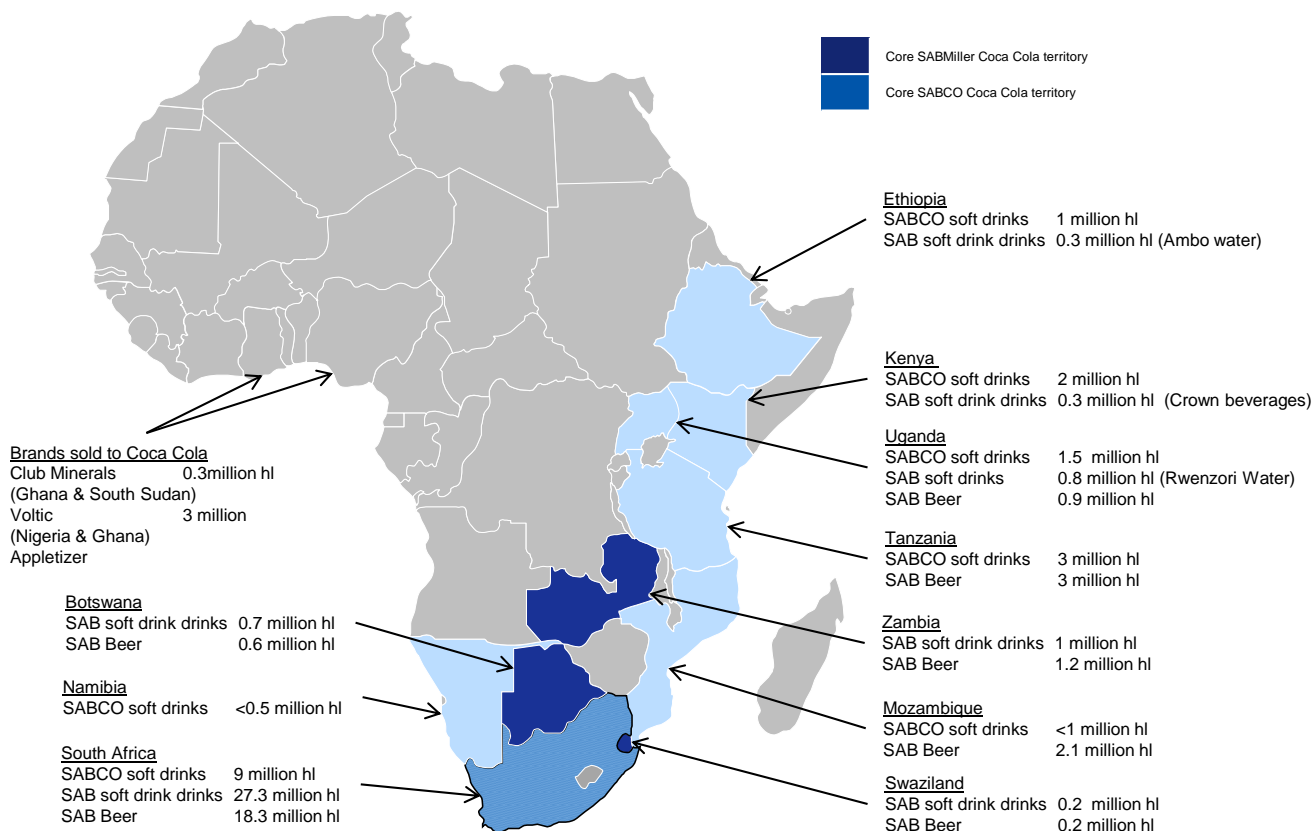 Core SABMiller Coca Cola territory
Core SABCO Coca Cola territory
Ethiopia
SABCO soft drinks 1 million hl
SAB soft drink drinks 0.3 million hl (Ambo water)
Kenya
SABCO soft drinks 2 million hl
SAB soft drink drinks 0.3 million hl (Crown beverages)
Uganda
SABCO soft drinks 1.5 million hl
SAB soft drinks 0.8 million hl (Rwenzori Water)
SAB Beer 0.9 million hl
Tanzania
SABCO soft drinks 3 million hl
SAB Beer 3 million hl
Zambia
SAB soft drink drinks 1 million hl
SAB Beer 1.2 million hl
Mozambique
SABCO soft drinks <1 million hl
SAB Beer 2.1 million hl
Swaziland
SAB soft drink drinks 0.2 million hl
SAB Beer 0.2 million hl
Brands sold to Coca Cola
Club Minerals 0.3million hl
(Ghana & South Sudan)
Voltic 3 million
(Nigeria & Ghana)
Appletizer
Botswana
SAB soft drink drinks 0.7 million hl
SAB Beer 0.6 million hl
Namibia
SABCO soft drinks <0.5 million hl
South Africa
SABCO soft drinks 9 million hl
SAB soft drink drinks 27.3 million hl
SAB Beer 18.3 million hl